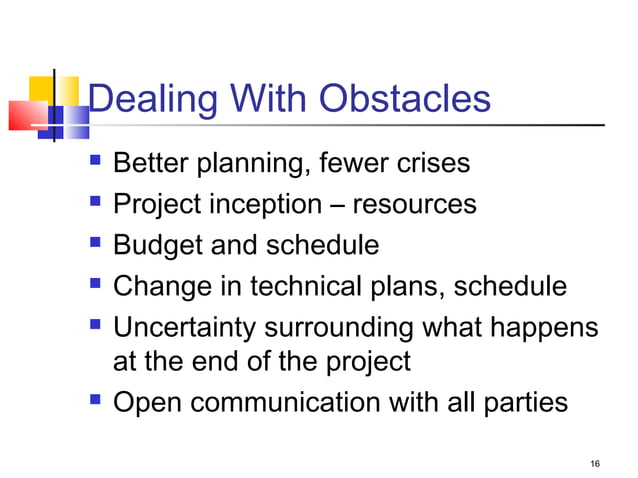 Dealing With Obstacles
Better planning, fewer crises
Project inception – resources
Budget and schedule
Change in technical plans, schedule
Uncertainty surrounding what happens
at the end of the project
Open communication with all parties
16